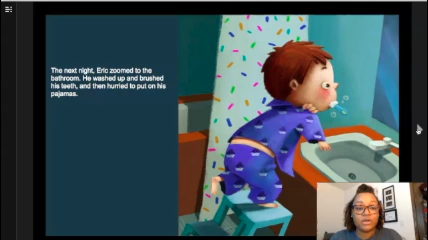 The next night, Eric zoomed to the
bathroom. He washed up and brushed
his teeth, and then hurried to put on his
pajamas.